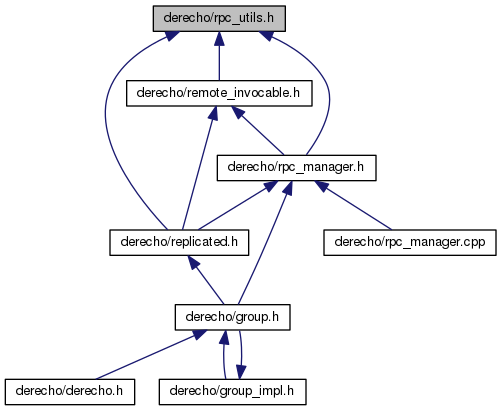 derecho/rpc_utils.h
derecho/remote_invocable.h
derecho/rpc_manager.h
derecho/replicated.h
derecho/rpc_manager.cpp
derecho/group.h
derecho/derecho.h
derecho/group_impl.h